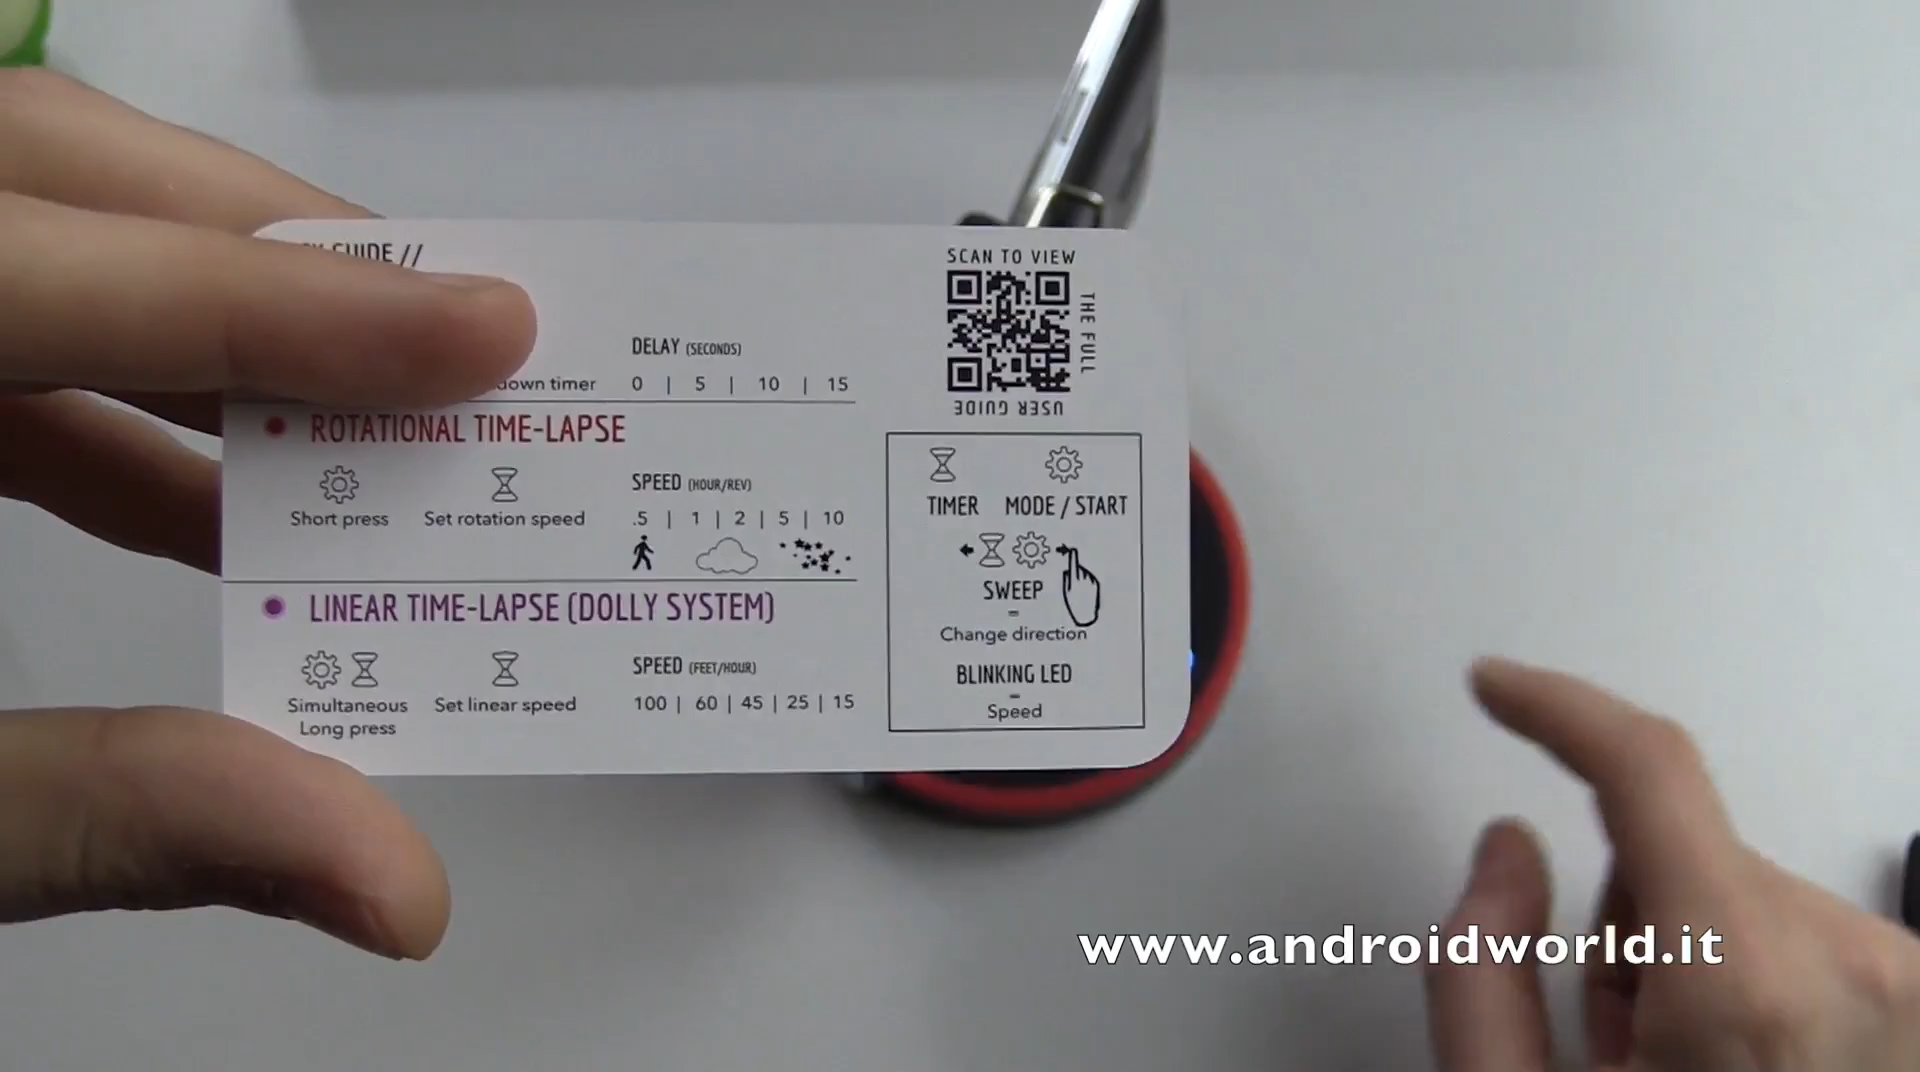 GUIDE //
DELAY (SECONDS)
down timer 0 | 5 | 10 | 15
ROTATIONAL TIME-LAPSE
SPEED (HOUR/REV)
Short press Set rotation speed .5 | 1 | 2 | 5 | 10
LINEAR TIME-LAPSE (DOLLY SYSTEM)
SPEED (FEET/HOUR)
Simultaneous
Long press
Set linear speed 100 | 60 | 45 | 25 | 15
SCAN TO VIEW
THE FULL
USER GUIDE
TIMER MODE / START
SWEEP
=
Change direction
BLINKING LED
=
Speed
www.androidworld.it